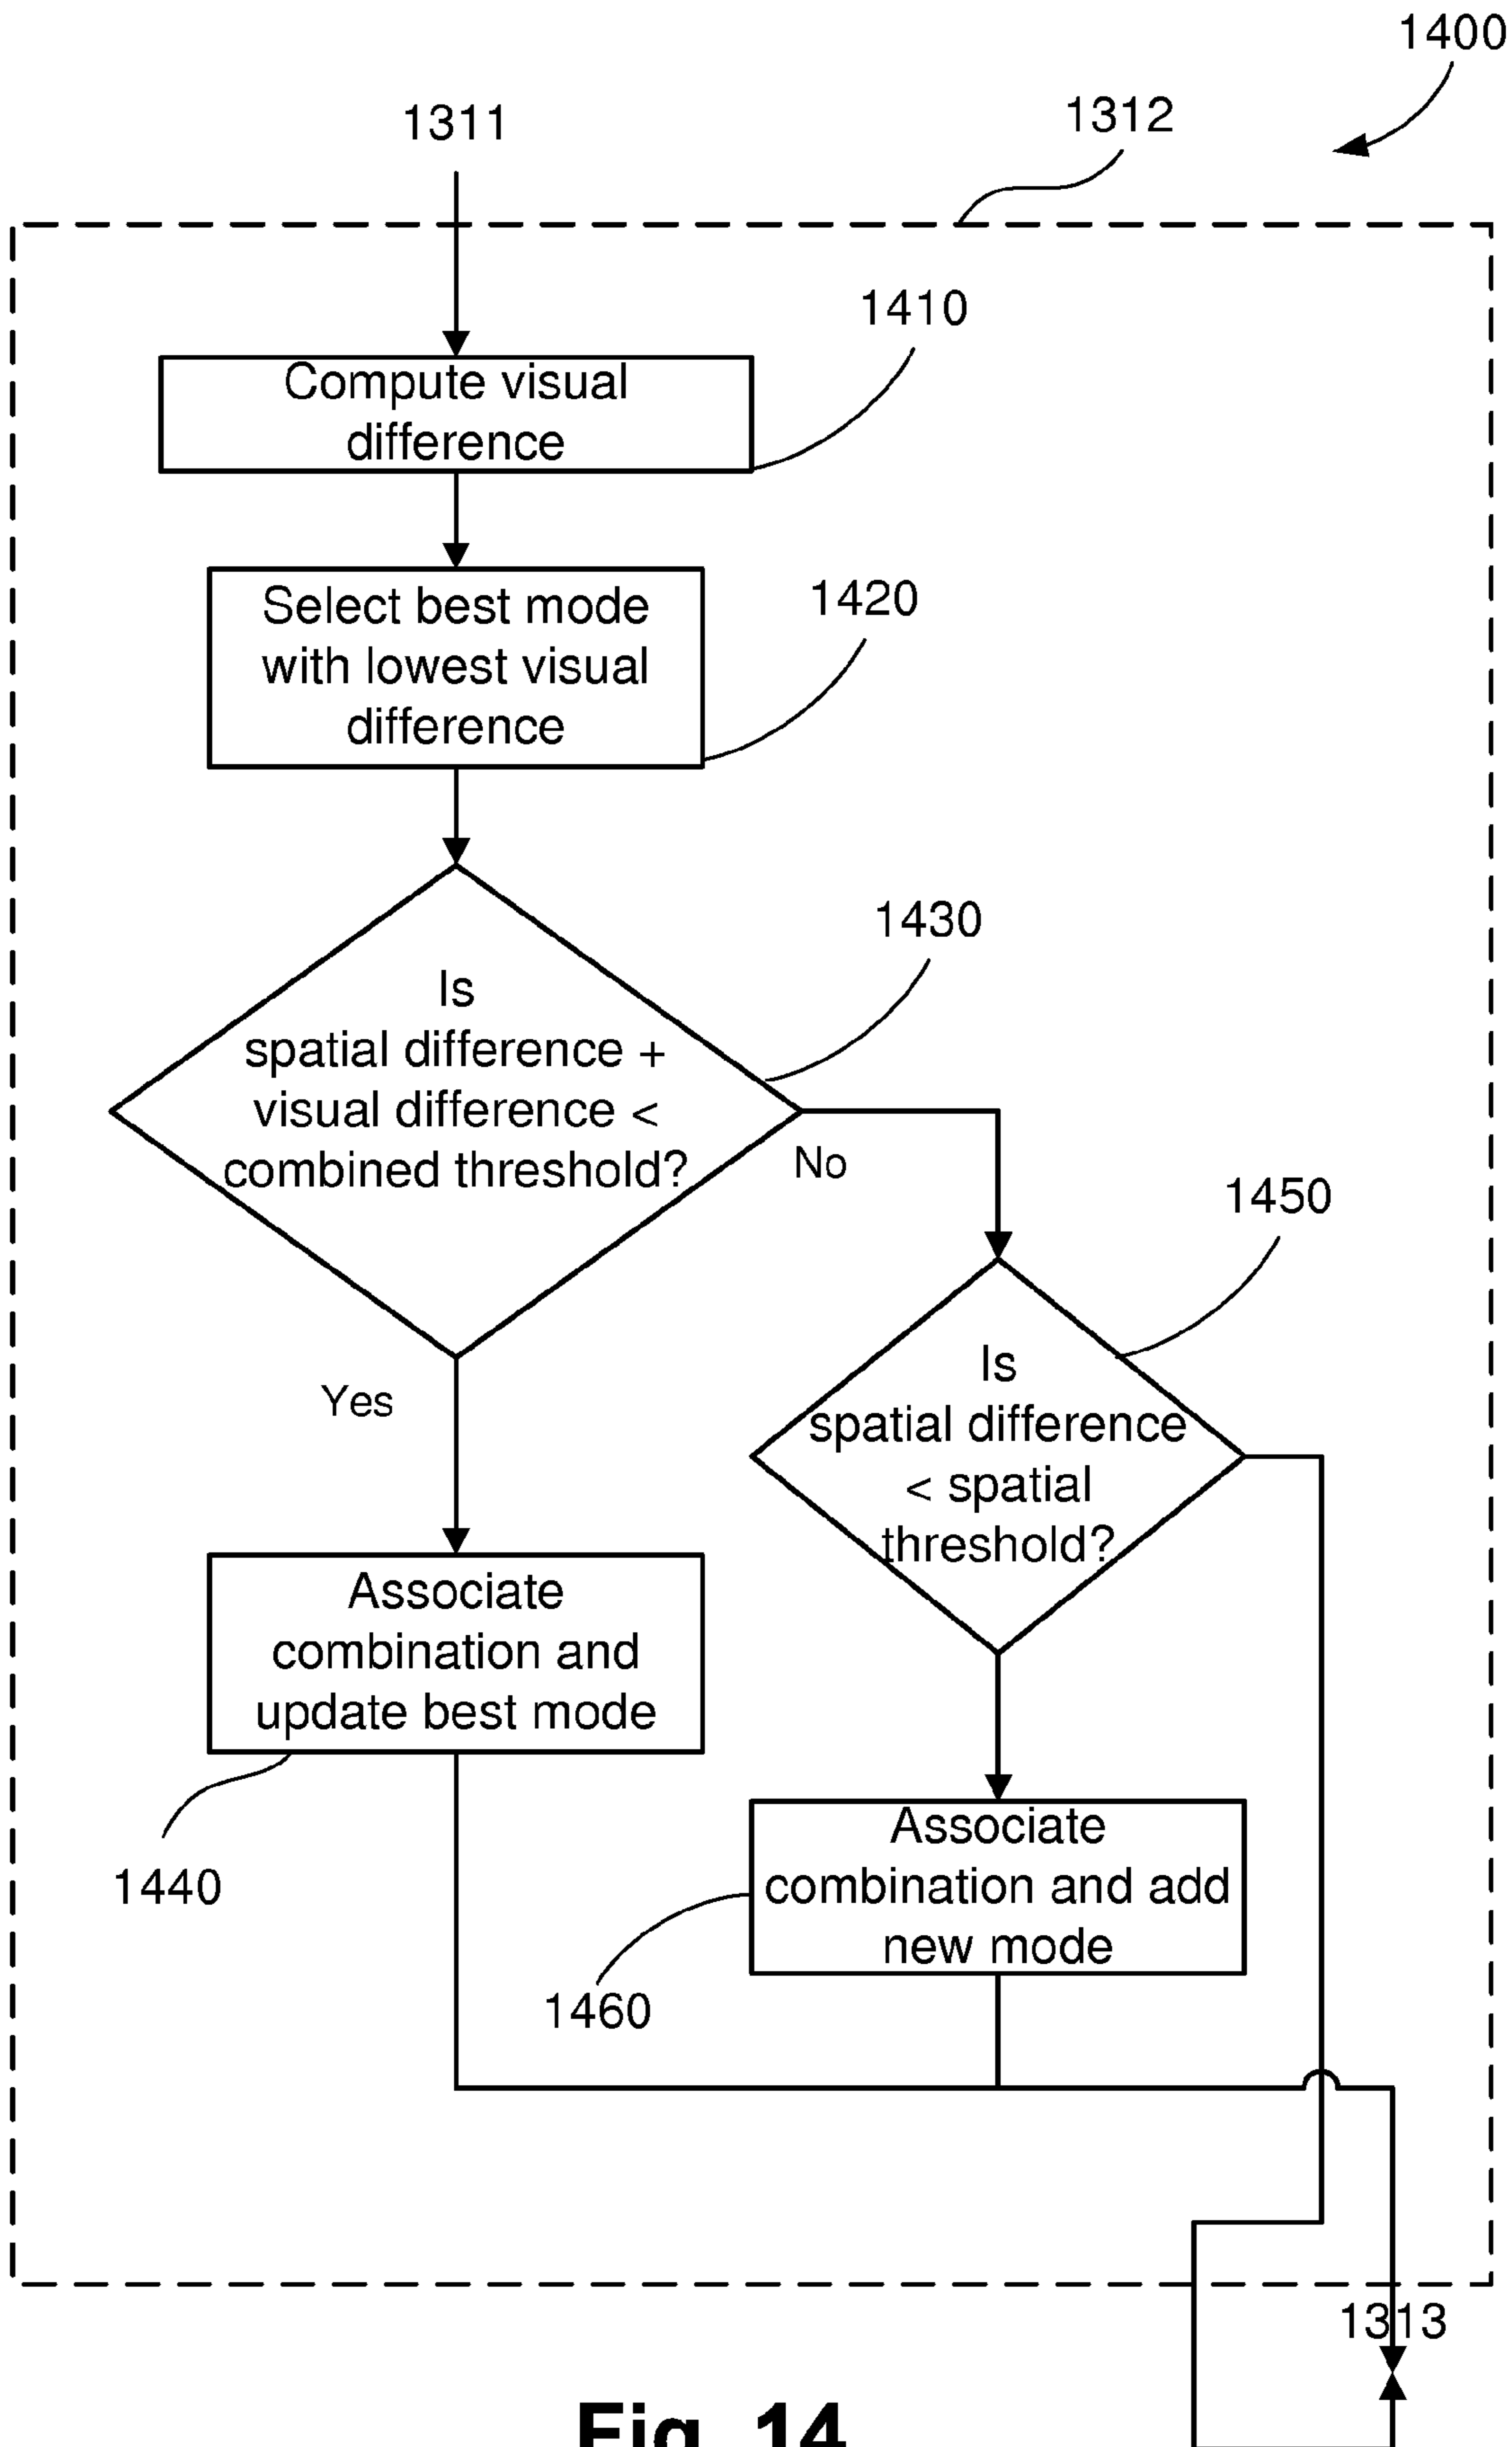 1400
1311
1312
1410
Compute visual
difference
1420
Select best mode
with lowest visual
difference
1430
Is
spatial difference +
visual difference <
combined threshold?
No
1450
Yes
Is
spatial difference
< spatial
threshold?
Associate
combination and
update best mode
1440
Associate
combination and add
new mode
1460
1313
Fig. 14